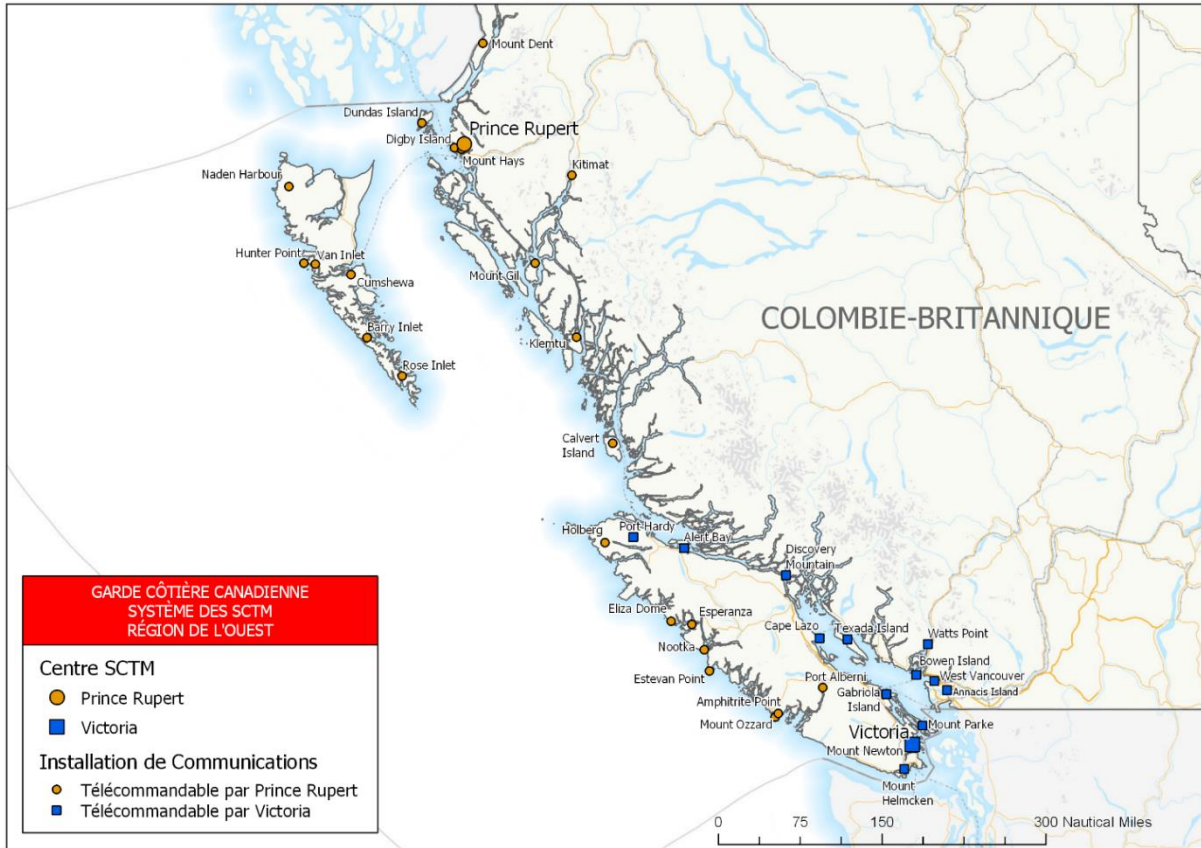 Mount Dent
Dundas Island
Prince Rupert
Digby Island
Mount Hays
Kitimat
Naden Harbour
Hunter Point
Van Inlet
Mount Gil
Cumshewa
COLOMBIE-BRITANNIQUE
Barry Inlet
Klemtu
Rose Inlet
Calvert
Island
Holberg
Port Hardy
Alert Bay
Discovery
Mountain
Eliza Dome
Esperanza
Cape Lazo
Texada Island
Watts Point
Nootka
Bowen Island
West Vancouver
Estevan Point
Port Alberni
Gabriola
Island
Annacis Island
Amphitrite Point
Mount Ozzard
Mount Parke
Victoria
Mount Newton
Mount
Helmcken
GARDE CÔTIÈRE CANADIENNE
SYSTÈME DES SCTM
RÉGION DE L'OUEST
Centre SCTM
Prince Rupert
Victoria
Installation de Communications
Télécommandable par Prince Rupert
Télécommandable par Victoria
0 75 150 300 Nautical Miles